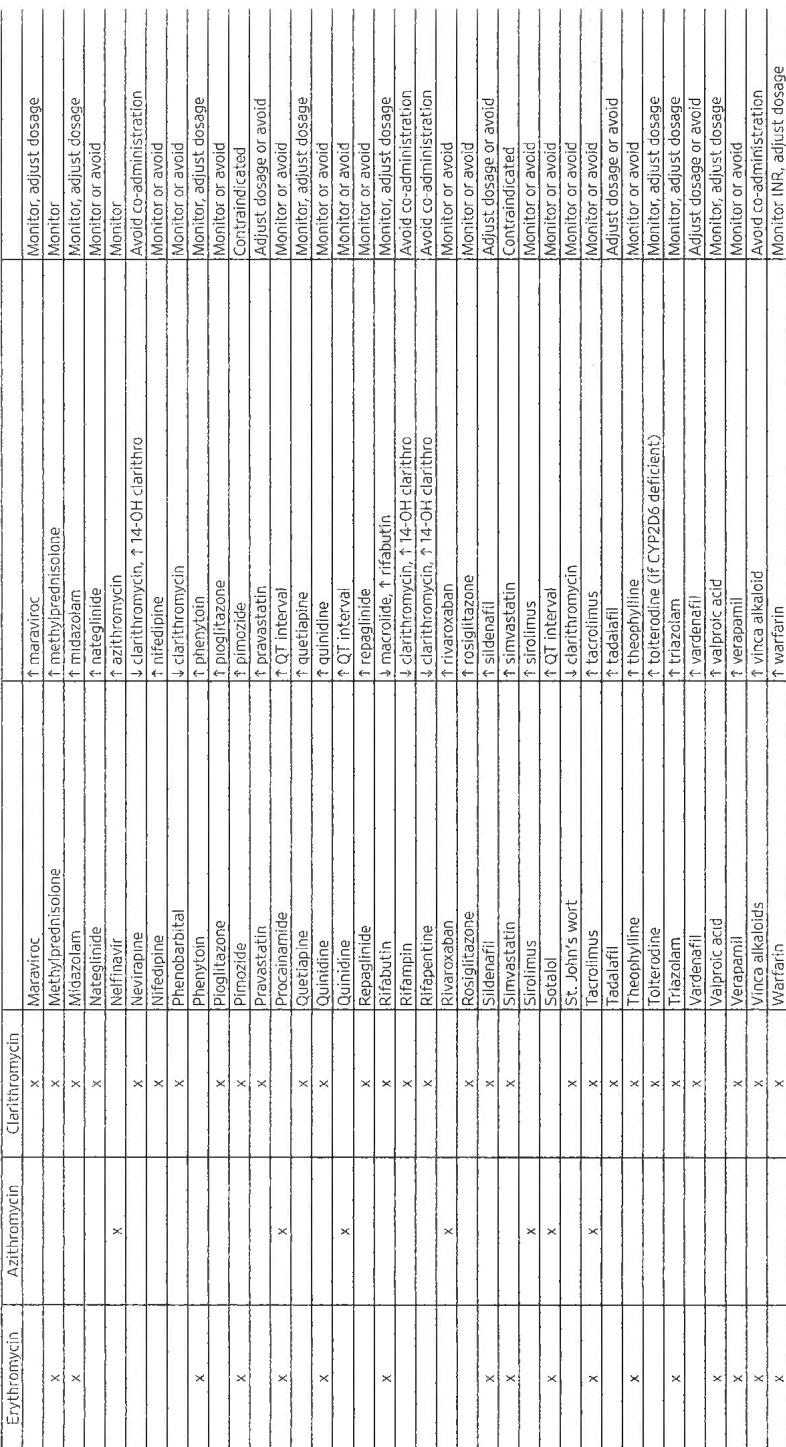 Erythromycin Azithromycin Clarithromycin
x Maraviroc ↑ maraviroc Monitor, adjust dosage
x x Methylprednisolone ↑ methylprednisolone Monitor
x x Midazolam ↑ midazolam Monitor, adjust dosage
x Nateglinide ↑ nateglinide Monitor or avoid
x Nelfinavir ↑ azithromycin Monitor
x Nevirapine ↓ clarithromycin, ↑ 14-OH clarithro Avoid co-administration
x Nifedipine ↑ nifedipine Monitor or avoid
x Phenobarbital ↓ clarithromycin Monitor or avoid
x Phenytoin ↑ phenytoin Monitor, adjust dosage
x Pioglitazone ↑ pioglitazone Monitor or avoid
x x Pimozide ↑ pimozide Contraindicated
x Pravastatin ↑ pravastatin Adjust dosage or avoid
x x Procainamide ↑ QT interval Monitor or avoid
x Quetiapine ↑ quetiapine Monitor, adjust dosage
x x Quinidine ↑ quinidine Monitor or avoid
x Quinidine ↑ QT interval Monitor or avoid
x Repaglinide ↑ repaglinide Monitor or avoid
x x Rifabutin ↓ macrolide, ↑ rifabutin Monitor, adjust dosage
x Rifampin ↓ clarithromycin, ↑ 14-OH clarithro Avoid co-administration
x Rifapentine ↓ clarithromycin, ↑ 14-OH clarithro Avoid co-administration
x Rivaroxaban ↑ rivaroxaban Monitor or avoid
x Rosiglitazone ↑ rosiglitazone Monitor or avoid
x x Sildenafil ↑ sildenafil Adjust dosage or avoid
x x Simvastatin ↑ simvastatin Contraindicated
x Sirolimus ↑ sirolimus Monitor or avoid
x x Sotalol ↑ QT interval Monitor or avoid
x St. John's wort ↓ clarithromycin Monitor or avoid
x x x Tacrolimus ↑ tacrolimus Monitor or avoid
x Tadalafil ↑ tadalafil Adjust dosage or avoid
x x Theophylline ↑ theophylline Monitor, adjust dosage
x Tolterodine ↑ tolterodine (if CYP2D6 deficient) Monitor, adjust dosage
x x Triazolam ↑ triazolam Monitor, adjust dosage
x Vardenafil ↑ vardenafil Adjust dosage or avoid
x Valproic acid ↑ valproic acid Monitor, adjust dosage
x x Verapamil ↑ verapamil Monitor or avoid
x x Vinca alkaloids ↑ vinca alkaloid Avoid co-administration
x x Warfarin ↑ warfarin Monitor INR, adjust dosage